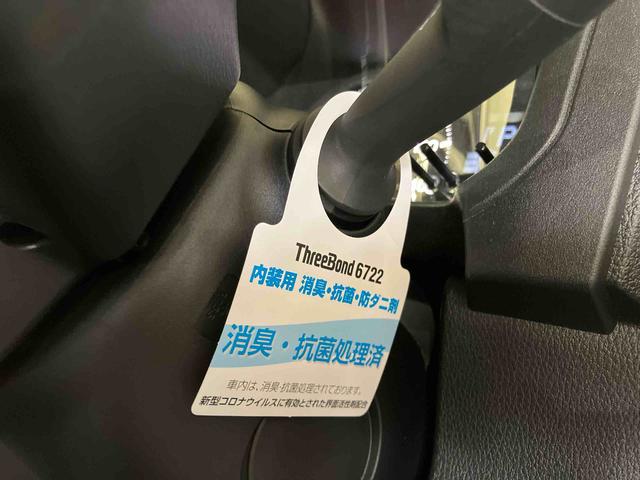 ThreeBond 6722
内装用 消臭・抗菌・防ダニ剤
消臭・抗菌処理済
車内は、消臭・抗菌処理されております。
新型コロナウイルスに有効とされた界面活性剤配合